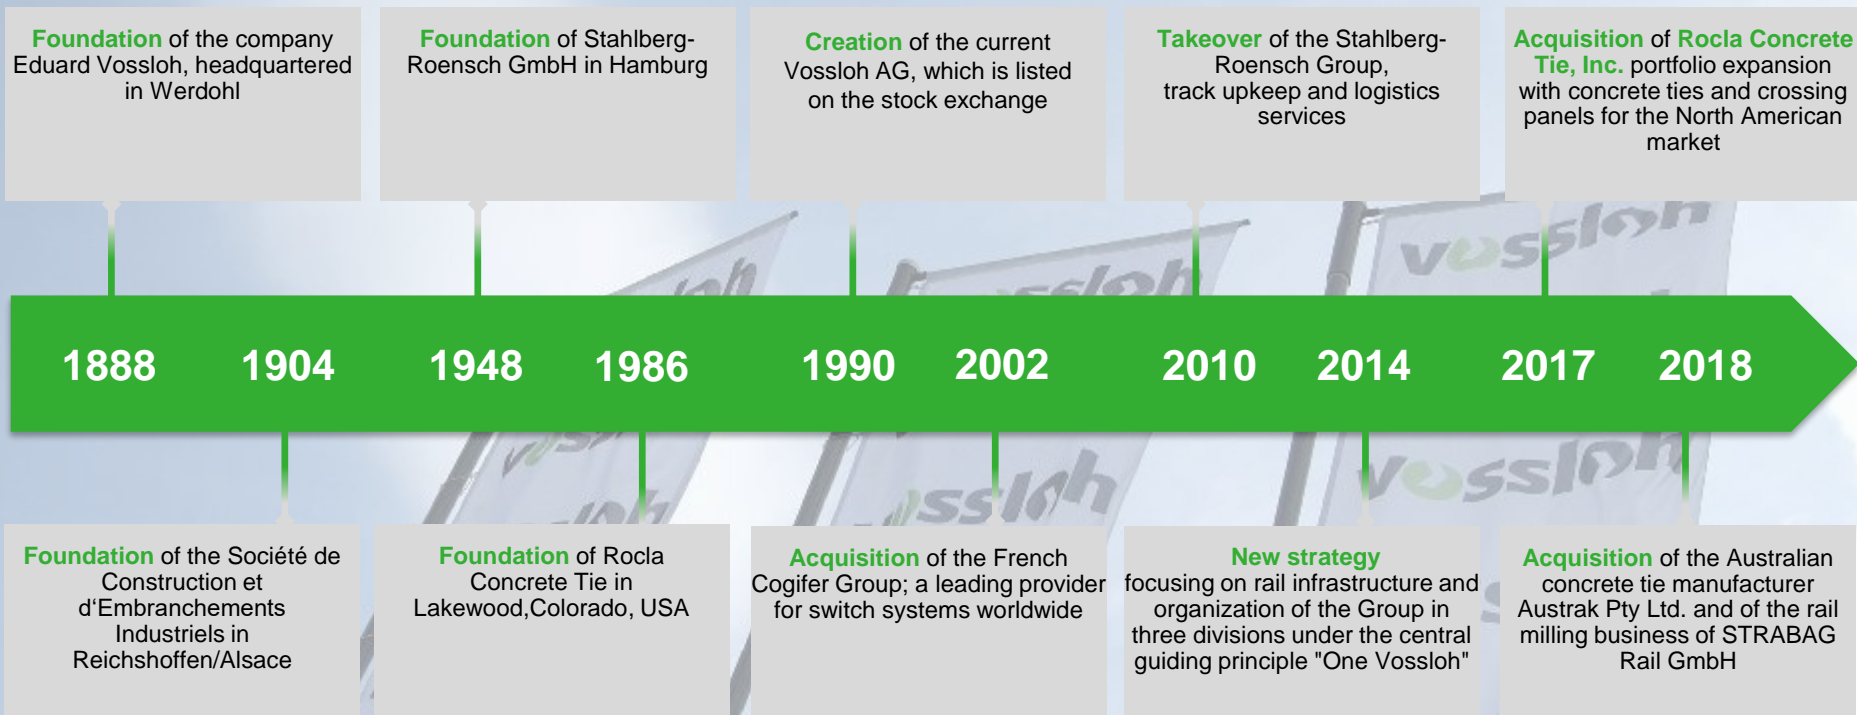 Foundation of the company
Eduard Vossloh, headquartered
in Werdohl
Foundation of Stahlberg-
Roensch GmbH in Hamburg
Creation of the current
Vossloh AG, which is listed
on the stock exchange
Takeover of the Stahlberg-
Roensch Group,
track upkeep and logistics
services
Acquisition of Rocla Concrete
Tie, Inc. portfolio expansion
with concrete ties and crossing
panels for the North American
market
vossloh
vossloh
1888
1904
1948
1986
1990
2002
2010
2014
2017
2018
vossloh
vossloh
Foundation of the Société de
Construction et
d‘Embranchements
Industriels in
Reichshoffen/Alsace
Foundation of Rocla
Concrete Tie in
Lakewood,Colorado, USA
Acquisition of the French
Cogifer Group; a leading provider
for switch systems worldwide
New strategy
focusing on rail infrastructure and
organization of the Group in
three divisions under the central
guiding principle "One Vossloh"
Acquisition of the Australian
concrete tie manufacturer
Austrak Pty Ltd. and of the rail
milling business of STRABAG
Rail GmbH